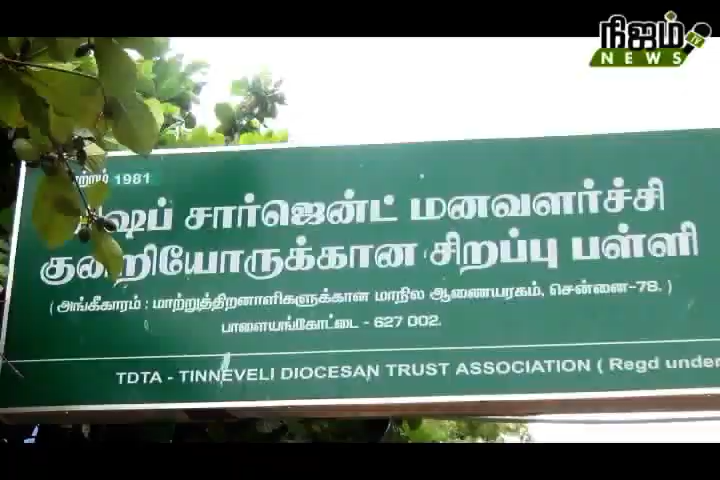 நிஜம் TV
NEWS
1981
சார்ஜென்ட் மனவளர்ச்சி
குன்றியோருக்கான சிறப்பு பள்ளி
( அங்கீகாரம் : மாற்றுத்திறனாளிகளுக்கான மாநில ஆணையரகம், சென்னை-78. )
பாளையங்கோட்டை - 627 002.
TDTA - TINNEVELI DIOCESAN TRUST ASSOCIATION ( Regd under